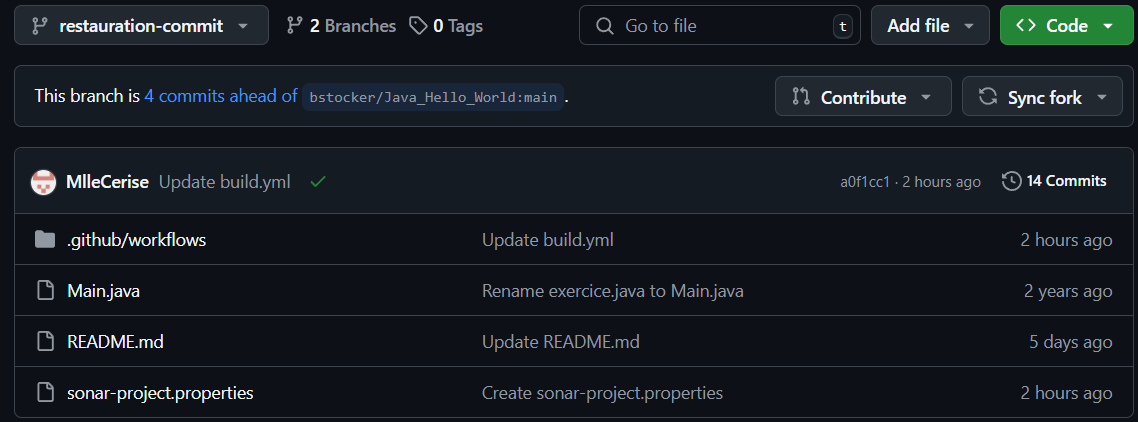 restauration-commit 2 Branches 0 Tags Go to file t Add file Code
This branch is 4 commits ahead of bstocker/Java_Hello_World:main. Contribute Sync fork
MlleCerise Update build.yml a0f1cc1 · 2 hours ago 14 Commits
.github/workflows Update build.yml 2 hours ago
Main.java Rename exercice.java to Main.java 2 years ago
README.md Update README.md 5 days ago
sonar-project.properties Create sonar-project.properties 2 hours ago